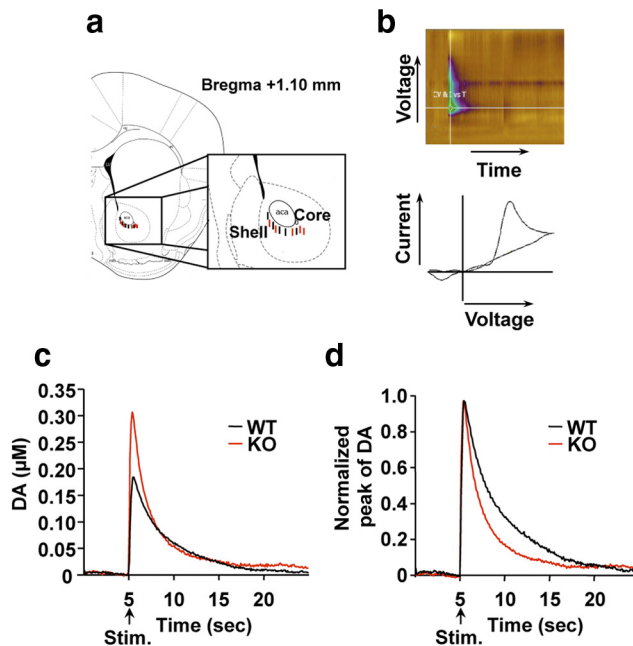 a
Bregma +1.10 mm
aca
aca
Core
Shell
b
Voltage
CV & I vs T
Time
Current
Voltage
c
DA (µM)
0.35
0.30
0.25
0.20
0.15
0.10
0.05
0
WT
KO
5
10
15
20
Time (sec)
Stim.
d
Normalized
peak of DA
1.0
0.8
0.6
0.4
0.2
0
WT
KO
5
10
15
20
Time (sec)
Stim.